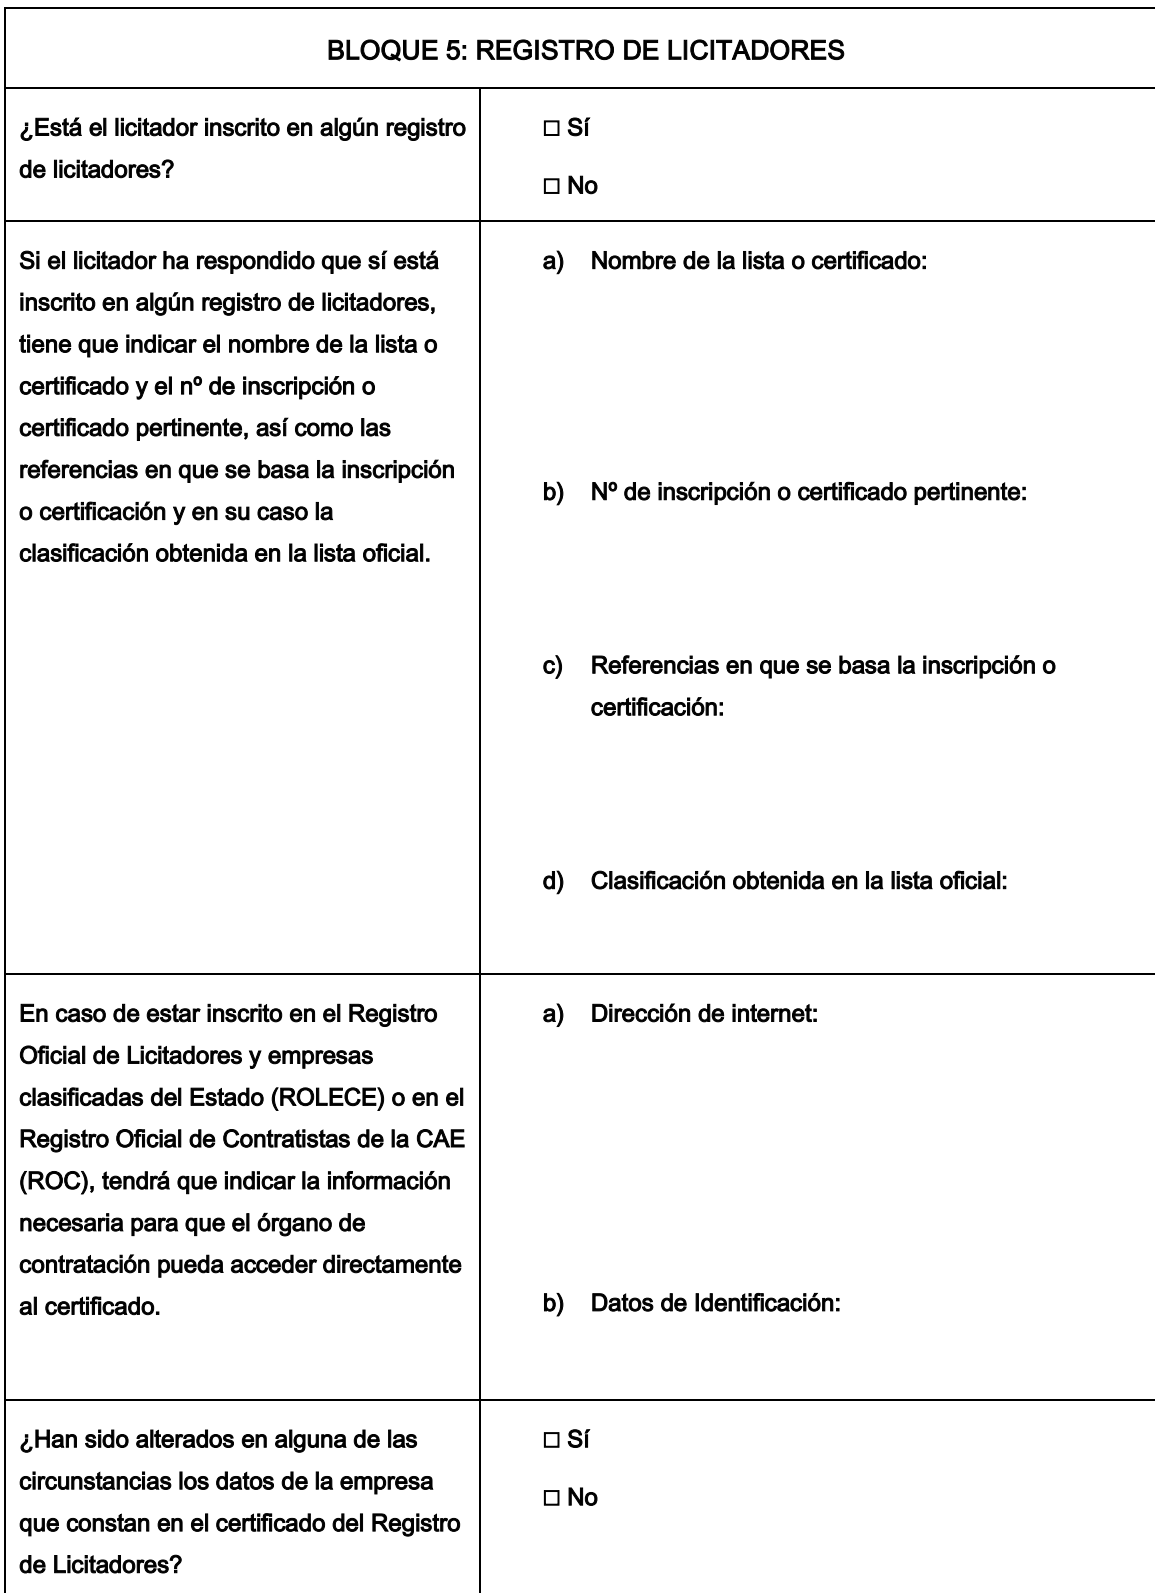 BLOQUE 5: REGISTRO DE LICITADORES
¿Está el licitador inscrito en algún registro
de licitadores?
□ Sí
□ No
Si el licitador ha respondido que sí está
inscrito en algún registro de licitadores,
tiene que indicar el nombre de la lista o
certificado y el nº de inscripción o
certificado pertinente, así como las
referencias en que se basa la inscripción
o certificación y en su caso la
clasificación obtenida en la lista oficial.
a) Nombre de la lista o certificado:
b) Nº de inscripción o certificado pertinente:
c) Referencias en que se basa la inscripción o
certificación:
d) Clasificación obtenida en la lista oficial:
En caso de estar inscrito en el Registro
Oficial de Licitadores y empresas
clasificadas del Estado (ROLECE) o en el
Registro Oficial de Contratistas de la CAE
(ROC), tendrá que indicar la información
necesaria para que el órgano de
contratación pueda acceder directamente
al certificado.
a) Dirección de internet:
b) Datos de Identificación:
¿Han sido alterados en alguna de las
circunstancias los datos de la empresa
que constan en el certificado del Registro
de Licitadores?
□ Sí
□ No